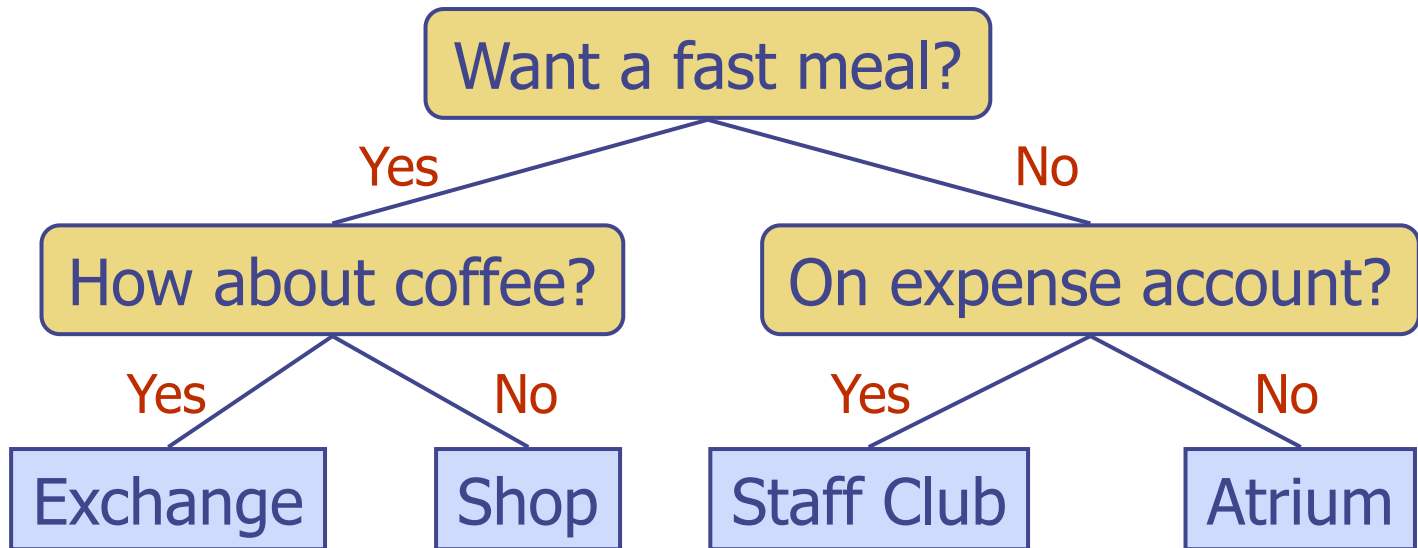 Want a fast meal?
Yes
No
How about coffee?
On expense account?
Yes
No
Yes
No
Exchange
Shop
Staff Club
Atrium